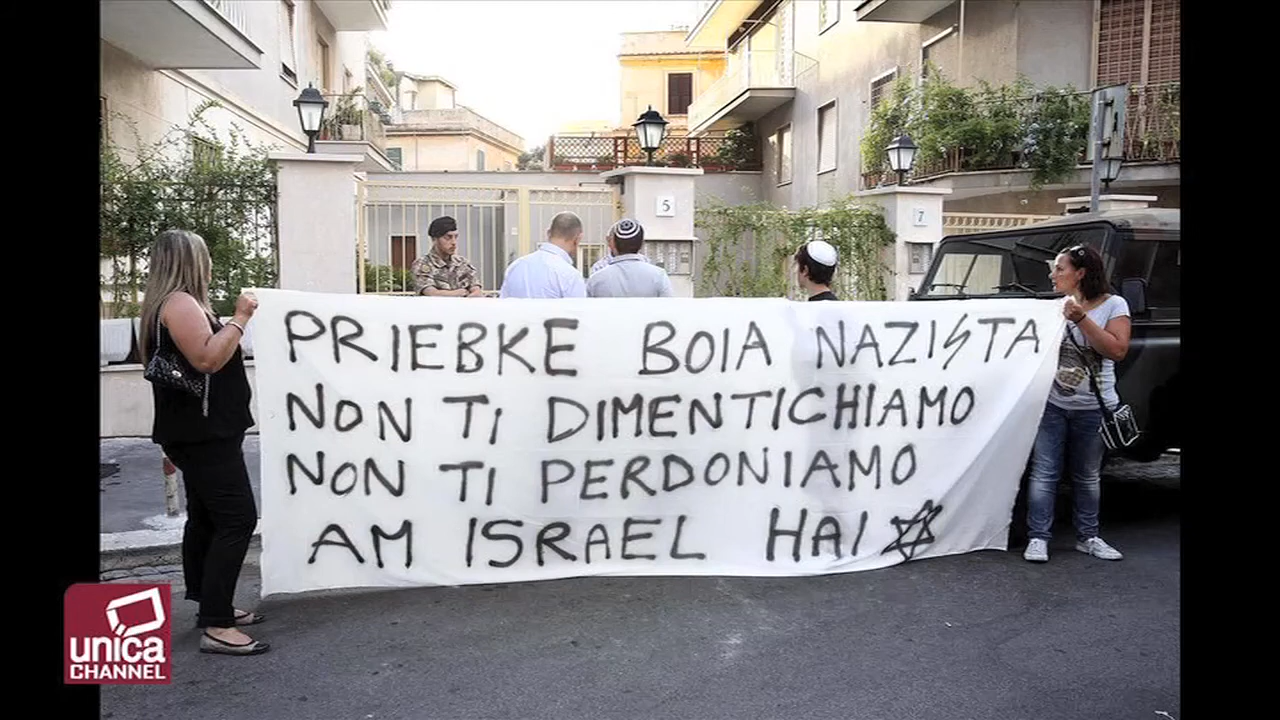 5
7
PRIEBKE BOIA NAZISTA
NON TI DIMENTICHIAMO
NON TI PERDONIAMO
AM ISRAEL HAI
unica
CHANNEL